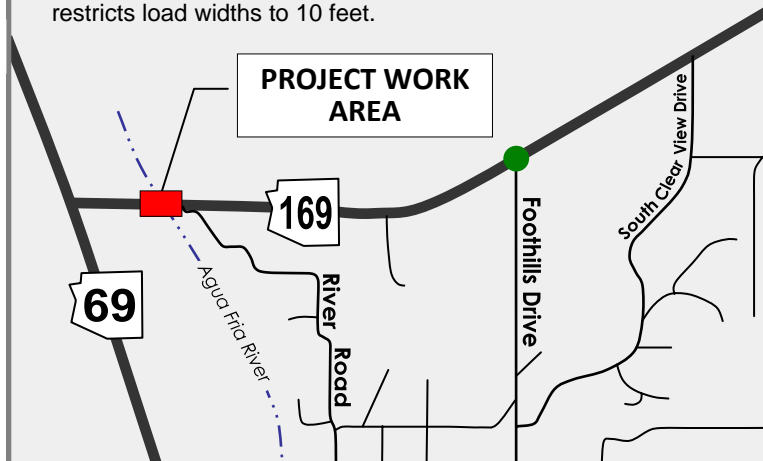 restricts load widths to 10 feet.
PROJECT WORK
AREA
169
69
Agua Fria River
River Road
Foothills Drive
South Clear View Drive